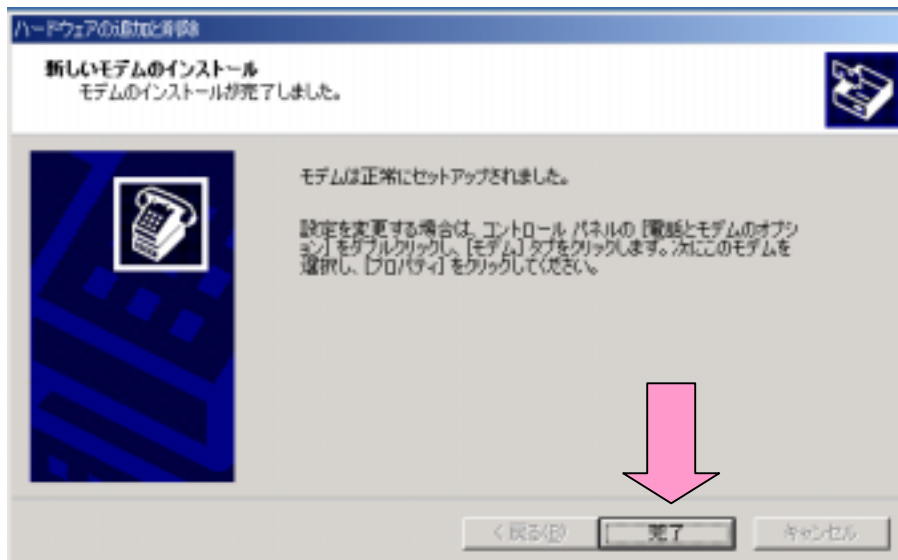 ハードウェアの追加と削除
新しいモデムのインストール
モデムのインストールが完了しました。
モデムは正常にセットアップされました。
設定を変更する場合は、コントロール パネルの [電話とモデムのオプシ
ョン] をダブルクリックし、[モデム] タブをクリックします。次にこのモデムを
選択し、[プロパティ] をクリックしてください。
< 戻る(B)
完了
キャンセル